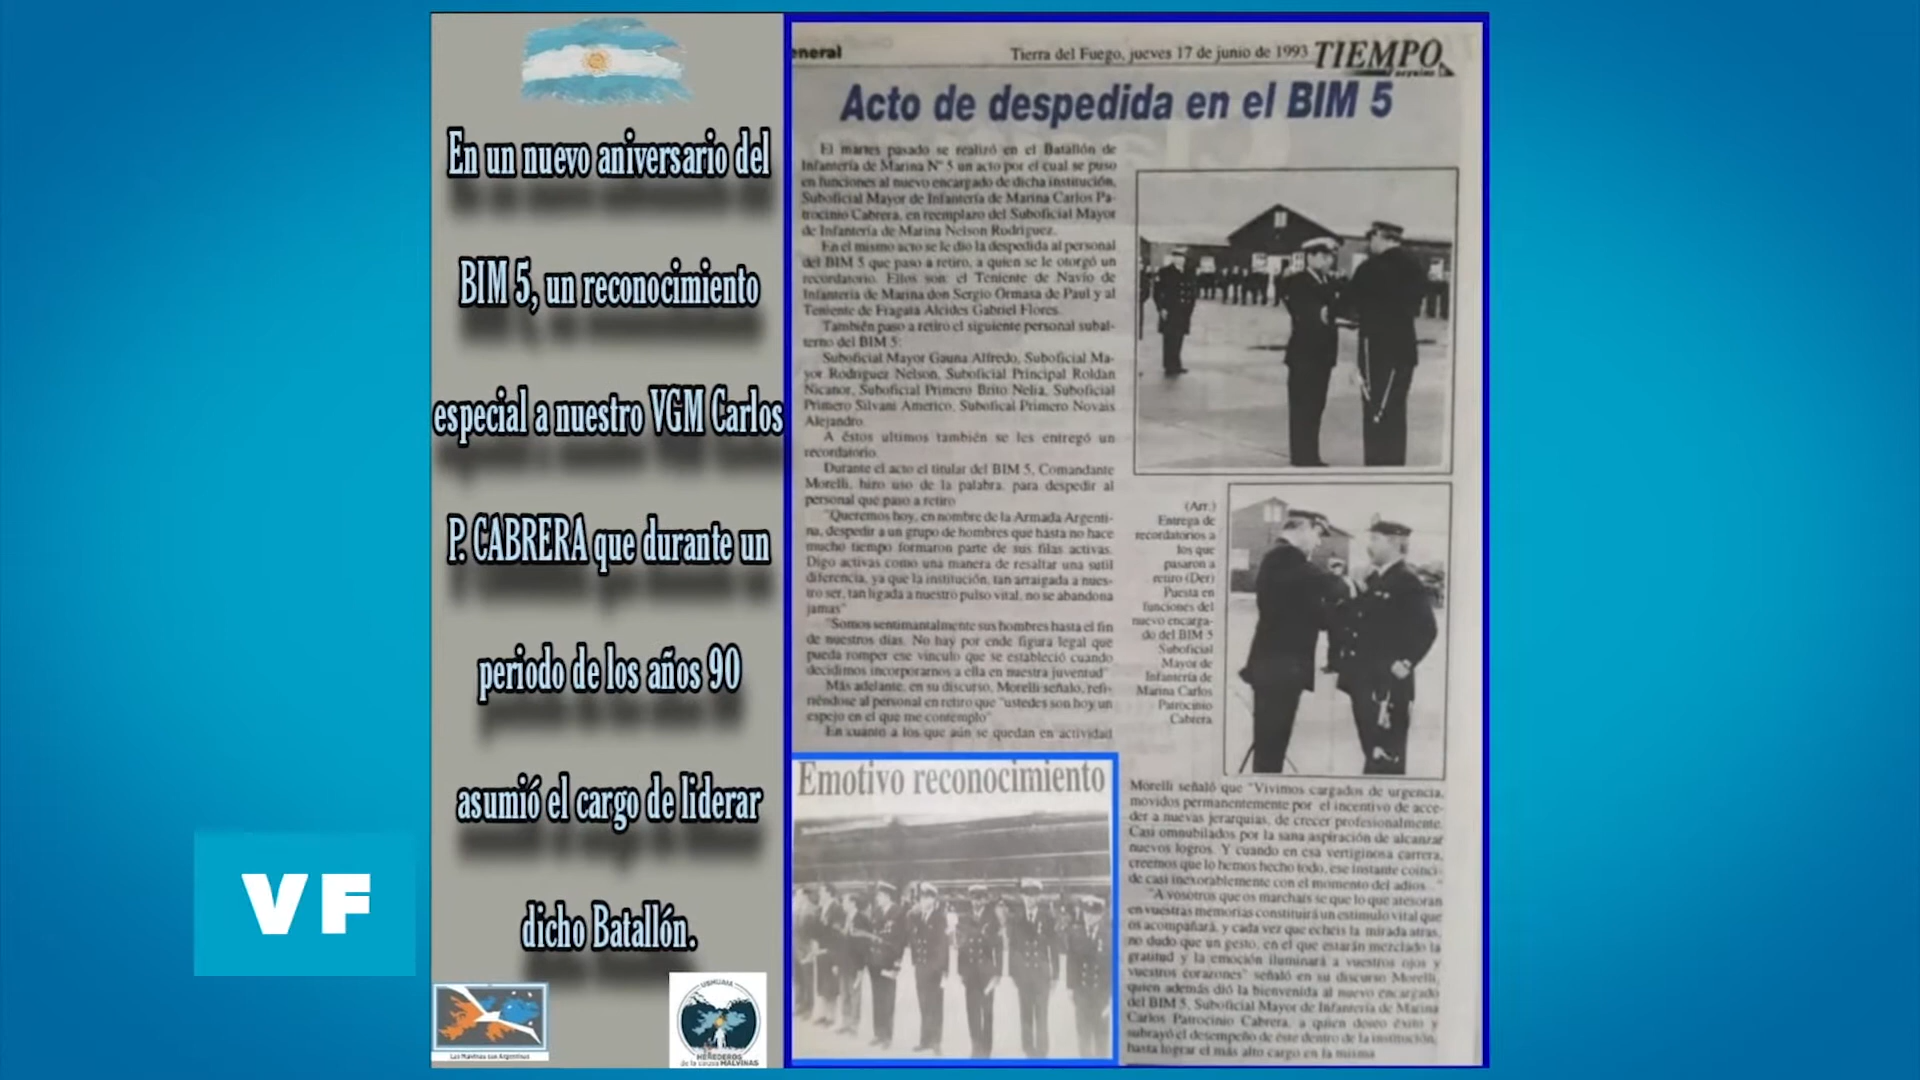 En un nuevo aniversario del
BIM 5, un reconocimiento
especial a nuestro VGM Carlos
P. CABRERA que durante un
periodo de los años 90
asumió el cargo de liderar
dicho Batallón.
Las Malvinas son Argentinas
USHUAIA
HEREDEROS
de la causa MALVINAS
VF
eneral
Tierra del Fuego, jueves 17 de junio de 1993 TIEMPO
Acto de despedida en el BIM 5
El martes pasado se realizó en el Batallón de
Infantería de Marina Nº 5 un acto por el cual se puso
en funciones al nuevo encargado de dicha institución,
Suboficial Mayor de Infantería de Marina Carlos Pa-
trocinio Cabrera, en reemplazo del Suboficial Mayor
de Infantería de Marina Nelson Rodríguez.
En el mismo acto se le dio la despedida al personal
del BIM 5 que paso a retiro, a quien se le otorgó un
recordatorio. Ellos son: el Teniente de Navío de
Infantería de Marina don Sergio Ormasa de Paul y al
Teniente de Fragata Alcides Gabriel Flores.
También paso a retiro el siguiente personal subal-
terno del BIM 5:
Suboficial Mayor Gauna Alfredo, Suboficial Ma-
yor Rodriguez Nelson, Suboficial Principal Roldan
Nicanor, Suboficial Primero Brito Nelia, Suboficial
Primero Silvani Americo, Subofical Primero Novais
Alejandro.
A éstos ultimos también se les entregó un
recordatorio.
Durante el acto el titular del BIM 5, Comandante
Morelli, hizo uso de la palabra, para despedir al
personal que paso a retiro
"Queremos hoy, en nombre de la Armada Argenti-
na, despedir a un grupo de hombres que hasta no hace
mucho tiempo formaron parte de sus filas activas.
Digo activas como una manera de resaltar una sutil
diferencia, ya que la institución, tan arraigada a nues-
tro ser, tan ligada a nuestro pulso vital, no se abandona
jamas"
"Somos sentimantalmente sus hombres hasta el fin
de nuestros dias. No hay por ende figura legal que
pueda romper ese vinculo que se estableció cuando
decidimos incorporarnos a ella en nuestra juventud"
Más adelante, en su discurso, Morelli señalo, refi-
riéndose al personal en retiro que "ustedes son hoy un
espejo en el que me contemplo"
En cuanto a los que aún se quedan en actividad
(Arr.)
Entrega de
recordatorios a
los que
pasaron a
retiro (Der)
Puesta en
funciones del
nuevo encarga-
do del BIM 5
Suboficial
Mayor de
Infantería de
Marina Carlos
Patrocinio
Cabrera
Emotivo reconocimiento
Morelli señaló que "Vivimos cargados de urgencia,
movidos permanentemente por el incentivo de acce-
der a nuevas jerarquias, de crecer profesionalmente.
Casi omnubilados por la sana aspiración de alcanzar
nuevos logros. Y cuando en esa vertiginosa carrera,
creemos que lo hemos hecho todo, ese instante coinci-
de casi inexorablemente con el momento del adios..."
"A vosotros que os marchais se que lo que atesoran
en vuestras memorias constituirá un estimulo vital que
os acompañará, y cada vez que echeis la mirada atras,
no dudo que un gesto, en el que estarán mezclado la
gratitud y la emoción iluminará a vuestros ojos y
vuestros corazones" señaló en su discurso Morelli,
quien además dió la bienvenida al nuevo encargado
del BIM 5, Suboficial Mayor de Infantería de Marina
Carlos Patrocinio Cabrera, a quien deseo éxito y
subrayó el desempeño de éste dentro de la institución,
hasta lograr el más alto cargo en la misma